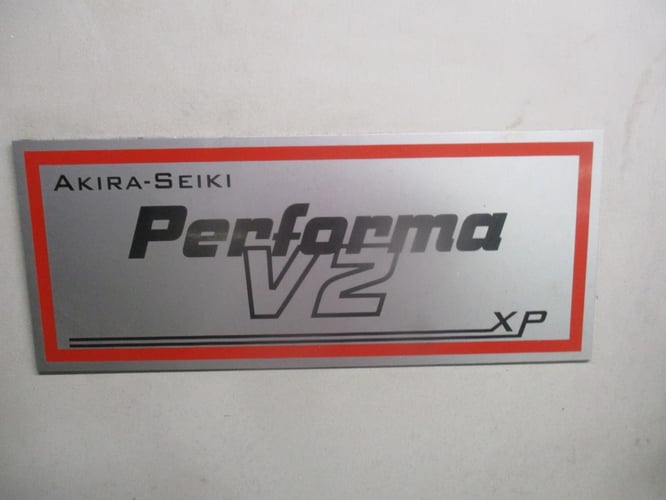 AKIRA-SEIKI
Performa
V2
XP